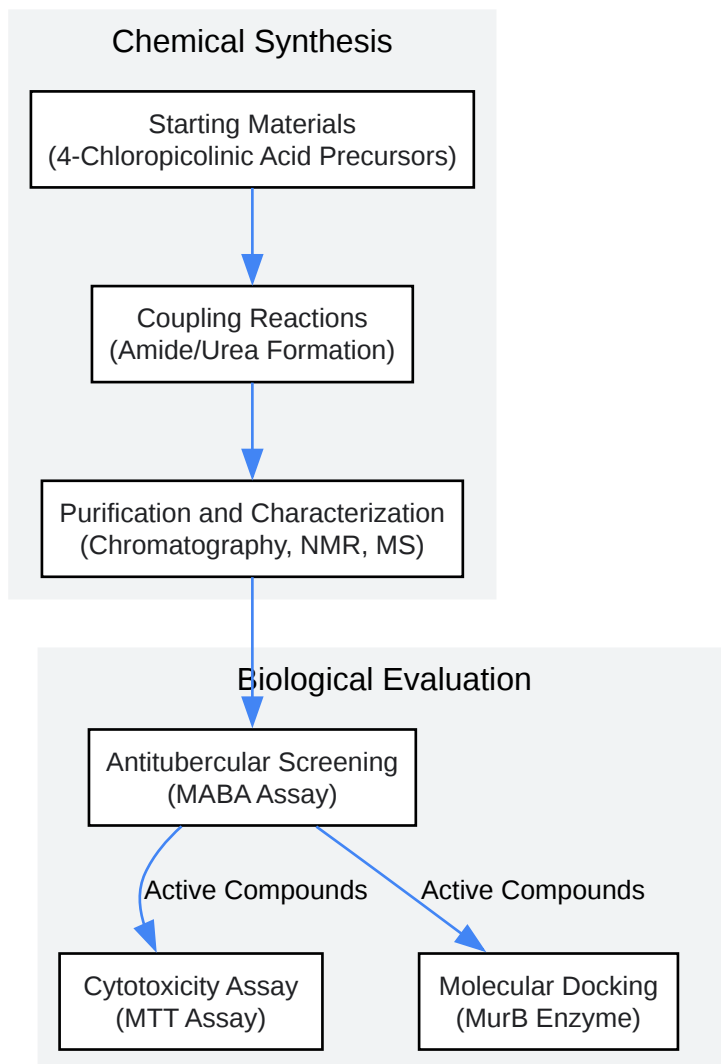 Chemical Synthesis
Starting Materials
(4-Chloropicolinic Acid Precursors)
Coupling Reactions
(Amide/Urea Formation)
Purification and Characterization
(Chromatography, NMR, MS)
Biological Evaluation
Antitubercular Screening
(MABA Assay)
Active Compounds
Active Compounds
Cytotoxicity Assay
(MTT Assay)
Molecular Docking
(MurB Enzyme)